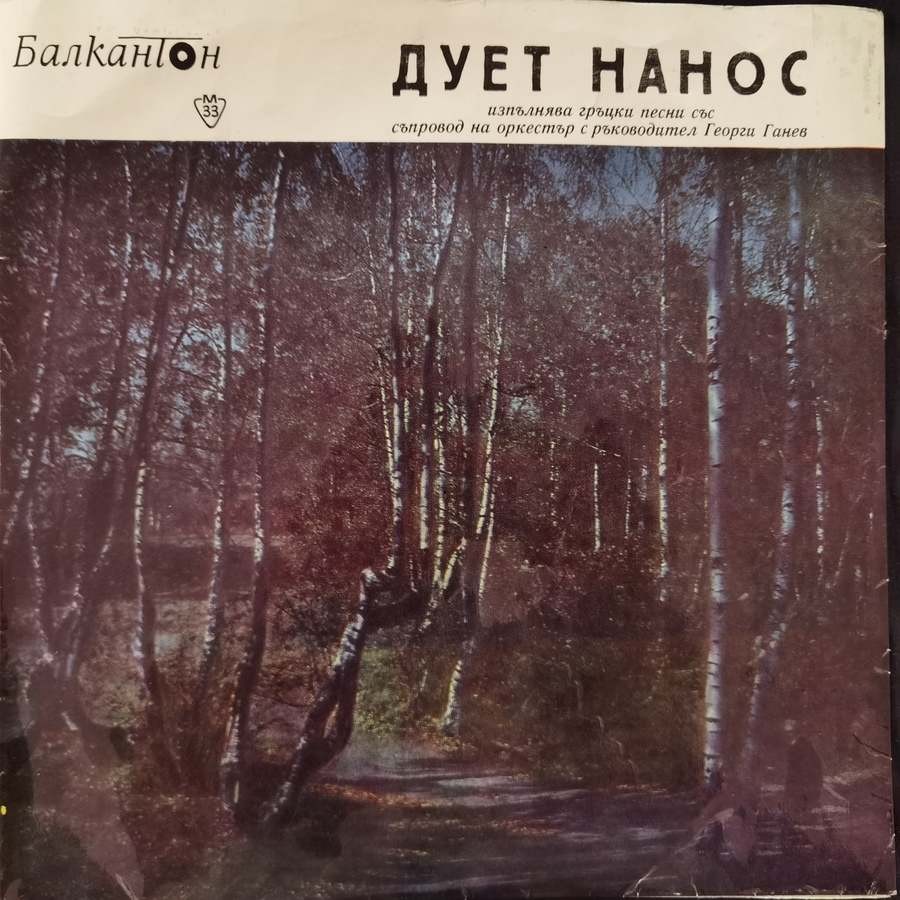 Балкантон
М
33
ДУЕТ НАНОС
изпълнява гръцки песни със
съпровод на оркестър с ръководител Георги Ганев